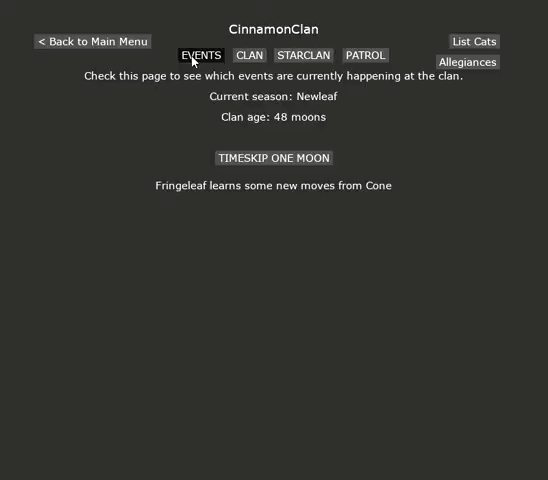 CinnamonClan
< Back to Main Menu
List Cats
EVENTS CLAN STARCLAN PATROL
Allegiances
Check this page to see which events are currently happening at the clan.
Current season: Newleaf
Clan age: 48 moons
TIMESKIP ONE MOON
Fringeleaf learns some new moves from Cone